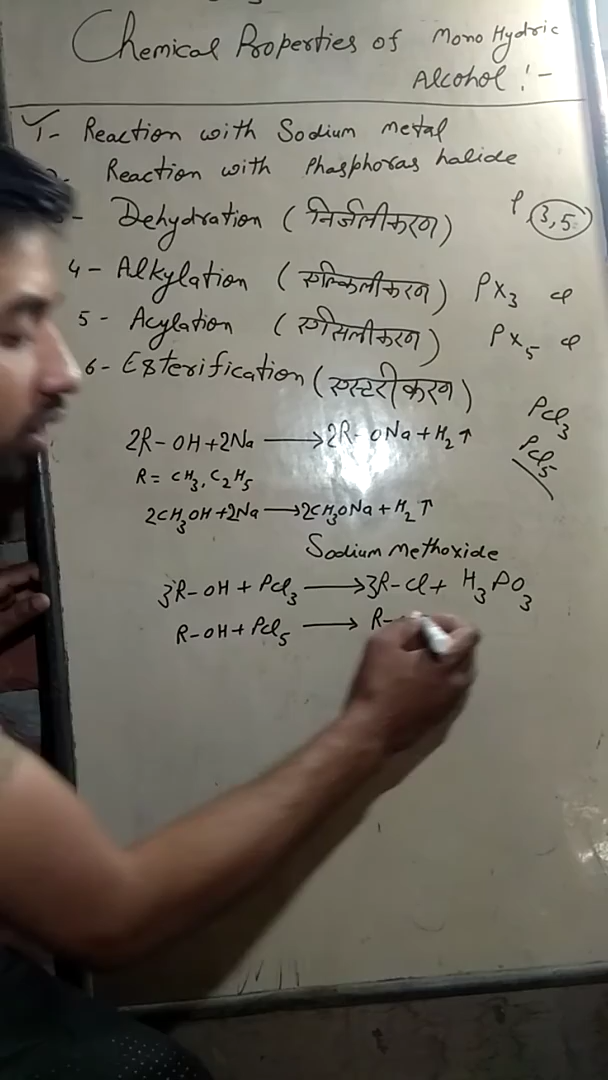 Chemical Properties of Mono Hydric
Alcohol :-
1- Reaction with Sodium metal
Reaction with Phasphoras halide
Dehydration (निर्जलीकरण)
P 3,5
4- Alkylation (एल्किलीकरण) PX3 Cl
5- Acylation (एसिलीकरण) PX5 Cl
6- Esterification (एस्टरीकरण)
PCl3
PCl5
2R-OH+2Na ⟶ 2R-ONa+H2↑
R = CH3, C2H5
2CH3OH+2Na ⟶ 2CH3ONa+H2↑
Sodium methoxide
3R-OH + PCl3 ⟶ 3R-Cl + H3PO3
R-OH + PCl5 ⟶ R-